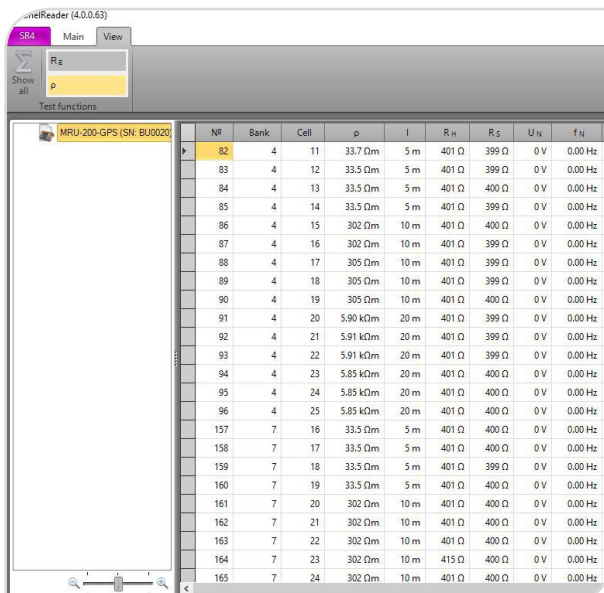 nelReader (4.0.0.63)
SR4 Main View
Show all
R E
ρ
Test functions
MRU-200-GPS (SN: BU0020
Nº Bank Cell ρ l R H R S U N f N
82 4 11 33.7 Ωm 5 m 401 Ω 399 Ω 0 V 0.00 Hz
83 4 12 33.5 Ωm 5 m 401 Ω 399 Ω 0 V 0.00 Hz
84 4 13 33.5 Ωm 5 m 401 Ω 400 Ω 0 V 0.00 Hz
85 4 14 33.5 Ωm 5 m 401 Ω 399 Ω 0 V 0.00 Hz
86 4 15 302 Ωm 10 m 401 Ω 400 Ω 0 V 0.00 Hz
87 4 16 302 Ωm 10 m 401 Ω 399 Ω 0 V 0.00 Hz
88 4 17 305 Ωm 10 m 401 Ω 399 Ω 0 V 0.00 Hz
89 4 18 305 Ωm 10 m 401 Ω 399 Ω 0 V 0.00 Hz
90 4 19 305 Ωm 10 m 401 Ω 400 Ω 0 V 0.00 Hz
91 4 20 5.90 kΩm 20 m 401 Ω 399 Ω 0 V 0.00 Hz
92 4 21 5.91 kΩm 20 m 401 Ω 399 Ω 0 V 0.00 Hz
93 4 22 5.91 kΩm 20 m 401 Ω 399 Ω 0 V 0.00 Hz
94 4 23 5.85 kΩm 20 m 401 Ω 400 Ω 0 V 0.00 Hz
95 4 24 5.85 kΩm 20 m 401 Ω 400 Ω 0 V 0.00 Hz
96 4 25 5.85 kΩm 20 m 401 Ω 400 Ω 0 V 0.00 Hz
157 7 16 33.5 Ωm 5 m 401 Ω 400 Ω 0 V 0.00 Hz
158 7 17 33.5 Ωm 5 m 401 Ω 400 Ω 0 V 0.00 Hz
159 7 18 33.5 Ωm 5 m 401 Ω 399 Ω 0 V 0.00 Hz
160 7 19 33.5 Ωm 5 m 401 Ω 400 Ω 0 V 0.00 Hz
161 7 20 302 Ωm 10 m 401 Ω 400 Ω 0 V 0.00 Hz
162 7 21 302 Ωm 10 m 401 Ω 400 Ω 0 V 0.00 Hz
163 7 22 302 Ωm 10 m 401 Ω 400 Ω 0 V 0.00 Hz
164 7 23 302 Ωm 10 m 415 Ω 400 Ω 0 V 0.00 Hz
165 7 24 302 Ωm 10 m 401 Ω 400 Ω 0 V 0.00 Hz